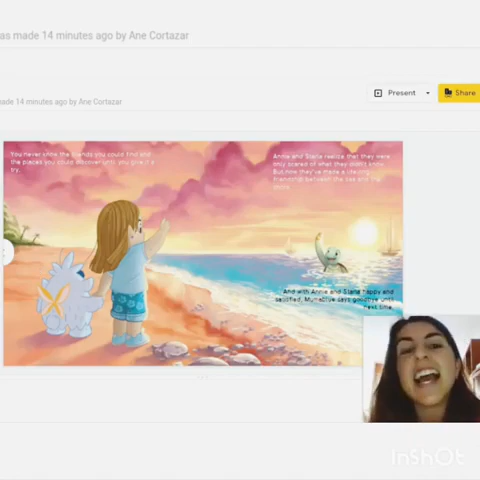 as made 14 minutes ago by Ane Cortazar
Present
Share
made 14 minutes ago by Ane Cortazar
You never know the friends you could find and
the places you could discover until you give it a
try.
Annie and Stella realize that they were
only scared of what they didn't know.
But now they've made a lifelong
friendship between the sea and the
shore.
And with Annie and Stella happy and
satisfied, Mumablue says goodbye until
next time.
InShOt